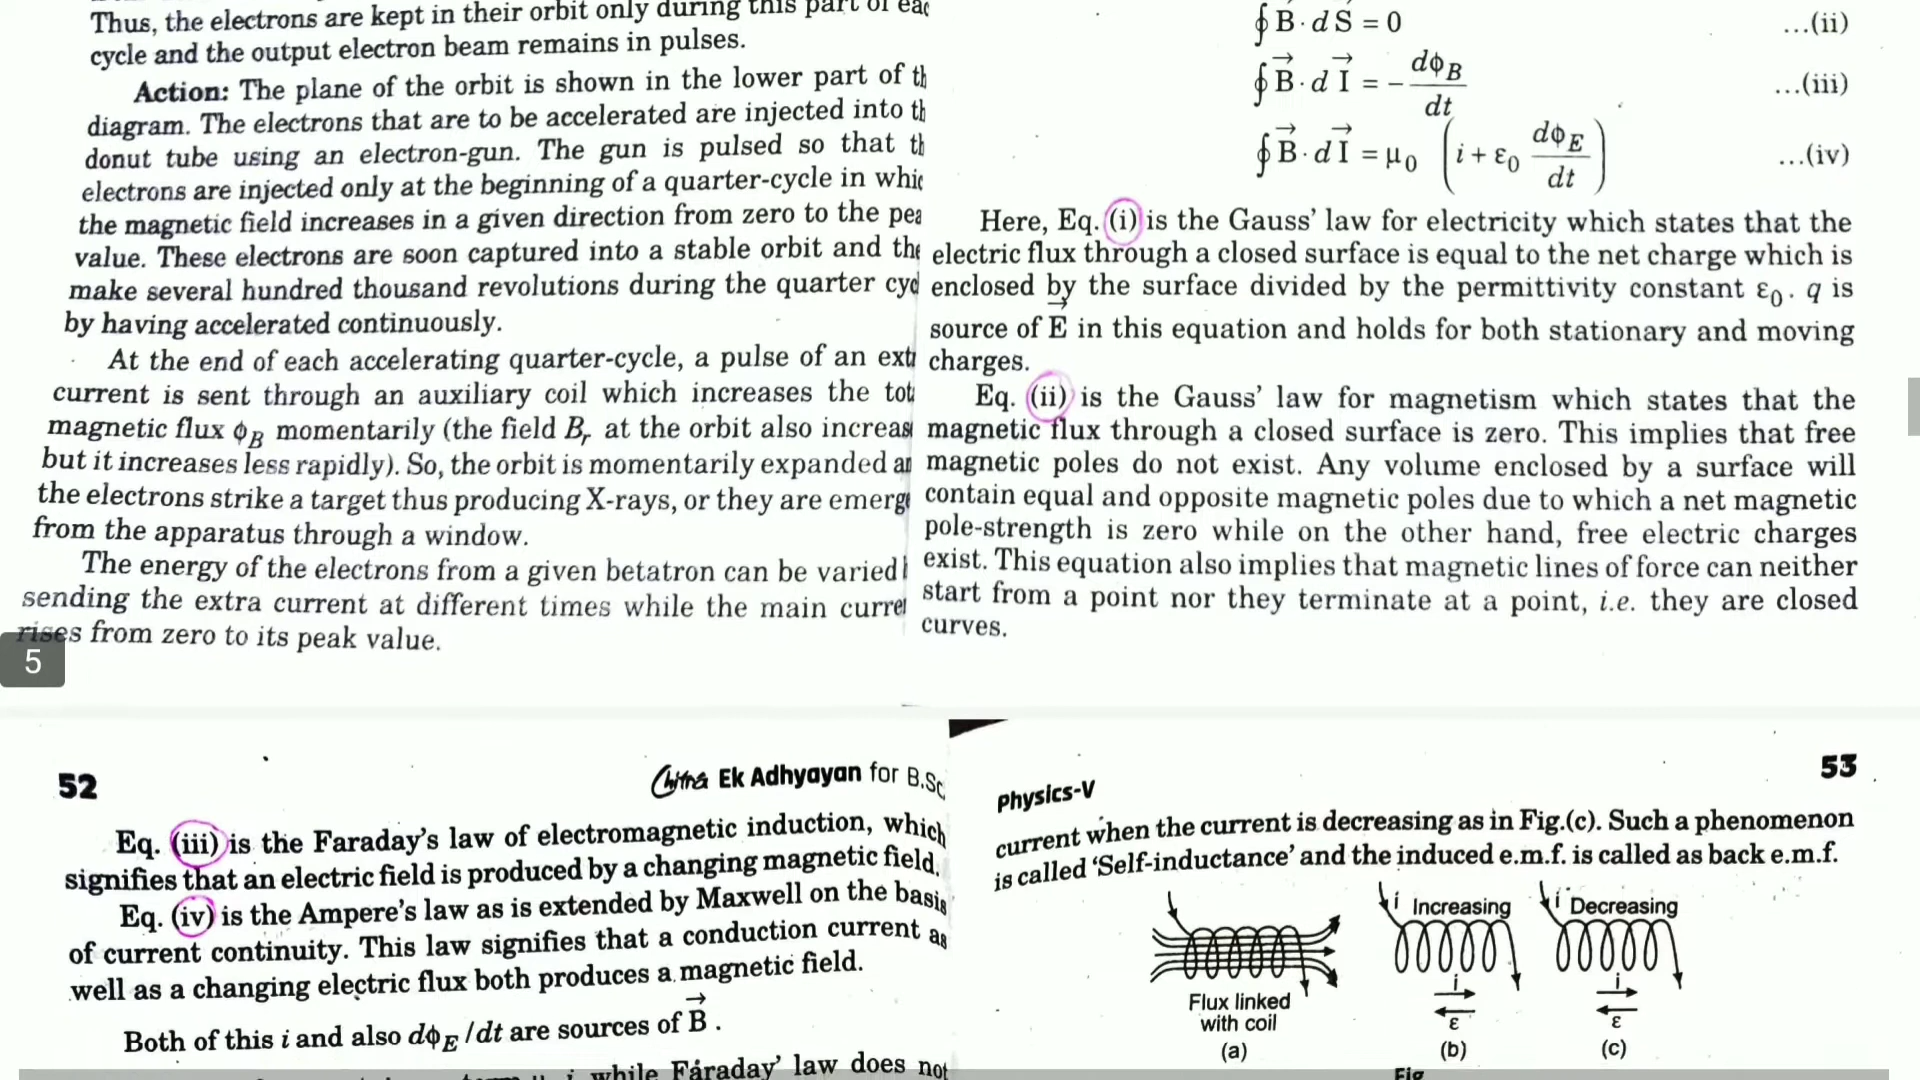 Thus, the electrons are kept in their orbit only during this part of eac
cycle and the output electron beam remains in pulses.
Action: The plane of the orbit is shown in the lower part of th
diagram. The electrons that are to be accelerated are injected into th
donut tube using an electron-gun. The gun is pulsed so that th
electrons are injected only at the beginning of a quarter-cycle in whic
the magnetic field increases in a given direction from zero to the pea
value. These electrons are soon captured into a stable orbit and the
make several hundred thousand revolutions during the quarter cyc
by having accelerated continuously.
At the end of each accelerating quarter-cycle, a pulse of an extr
current is sent through an auxiliary coil which increases the tot
magnetic flux ϕ_B momentarily (the field B_r at the orbit also increas
but it increases less rapidly). So, the orbit is momentarily expanded an
the electrons strike a target thus producing X-rays, or they are emerge
from the apparatus through a window.
The energy of the electrons from a given betatron can be varied
sending the extra current at different times while the main curre
rises from zero to its peak value.
5
∮ B · dS = 0 ...(ii)
∮ B⃗ · d I⃗ = − dϕ_B/dt ...(iii)
∮ B⃗ · d I⃗ = μ₀ (i + ε₀ dϕ_E/dt) ...(iv)
Here, Eq. (i) is the Gauss’ law for electricity which states that the
electric flux through a closed surface is equal to the net charge which is
enclosed by the surface divided by the permittivity constant ε₀. q is
source of E⃗ in this equation and holds for both stationary and moving
charges.
Eq. (ii) is the Gauss’ law for magnetism which states that the
magnetic flux through a closed surface is zero. This implies that free
magnetic poles do not exist. Any volume enclosed by a surface will
contain equal and opposite magnetic poles due to which a net magnetic
pole-strength is zero while on the other hand, free electric charges
exist. This equation also implies that magnetic lines of force can neither
start from a point nor they terminate at a point, i.e. they are closed
curves.
52
Chitra Ek Adhyayan for B.Sc
Eq. (iii) is the Faraday’s law of electromagnetic induction, which
signifies that an electric field is produced by a changing magnetic field.
Eq. (iv) is the Ampere’s law as is extended by Maxwell on the basis
of current continuity. This law signifies that a conduction current as
well as a changing electric flux both produces a magnetic field.
Both of this i and also dϕ_E/dt are sources of B⃗.
while Faraday’ law does not
Physics-V
53
current when the current is decreasing as in Fig.(c). Such a phenomenon
is called ‘Self-inductance’ and the induced e.m.f. is called as back e.m.f.
i Increasing
i Decreasing
i
i
Flux linked
with coil
ε
ε
(a)
(b)
(c)
Fig